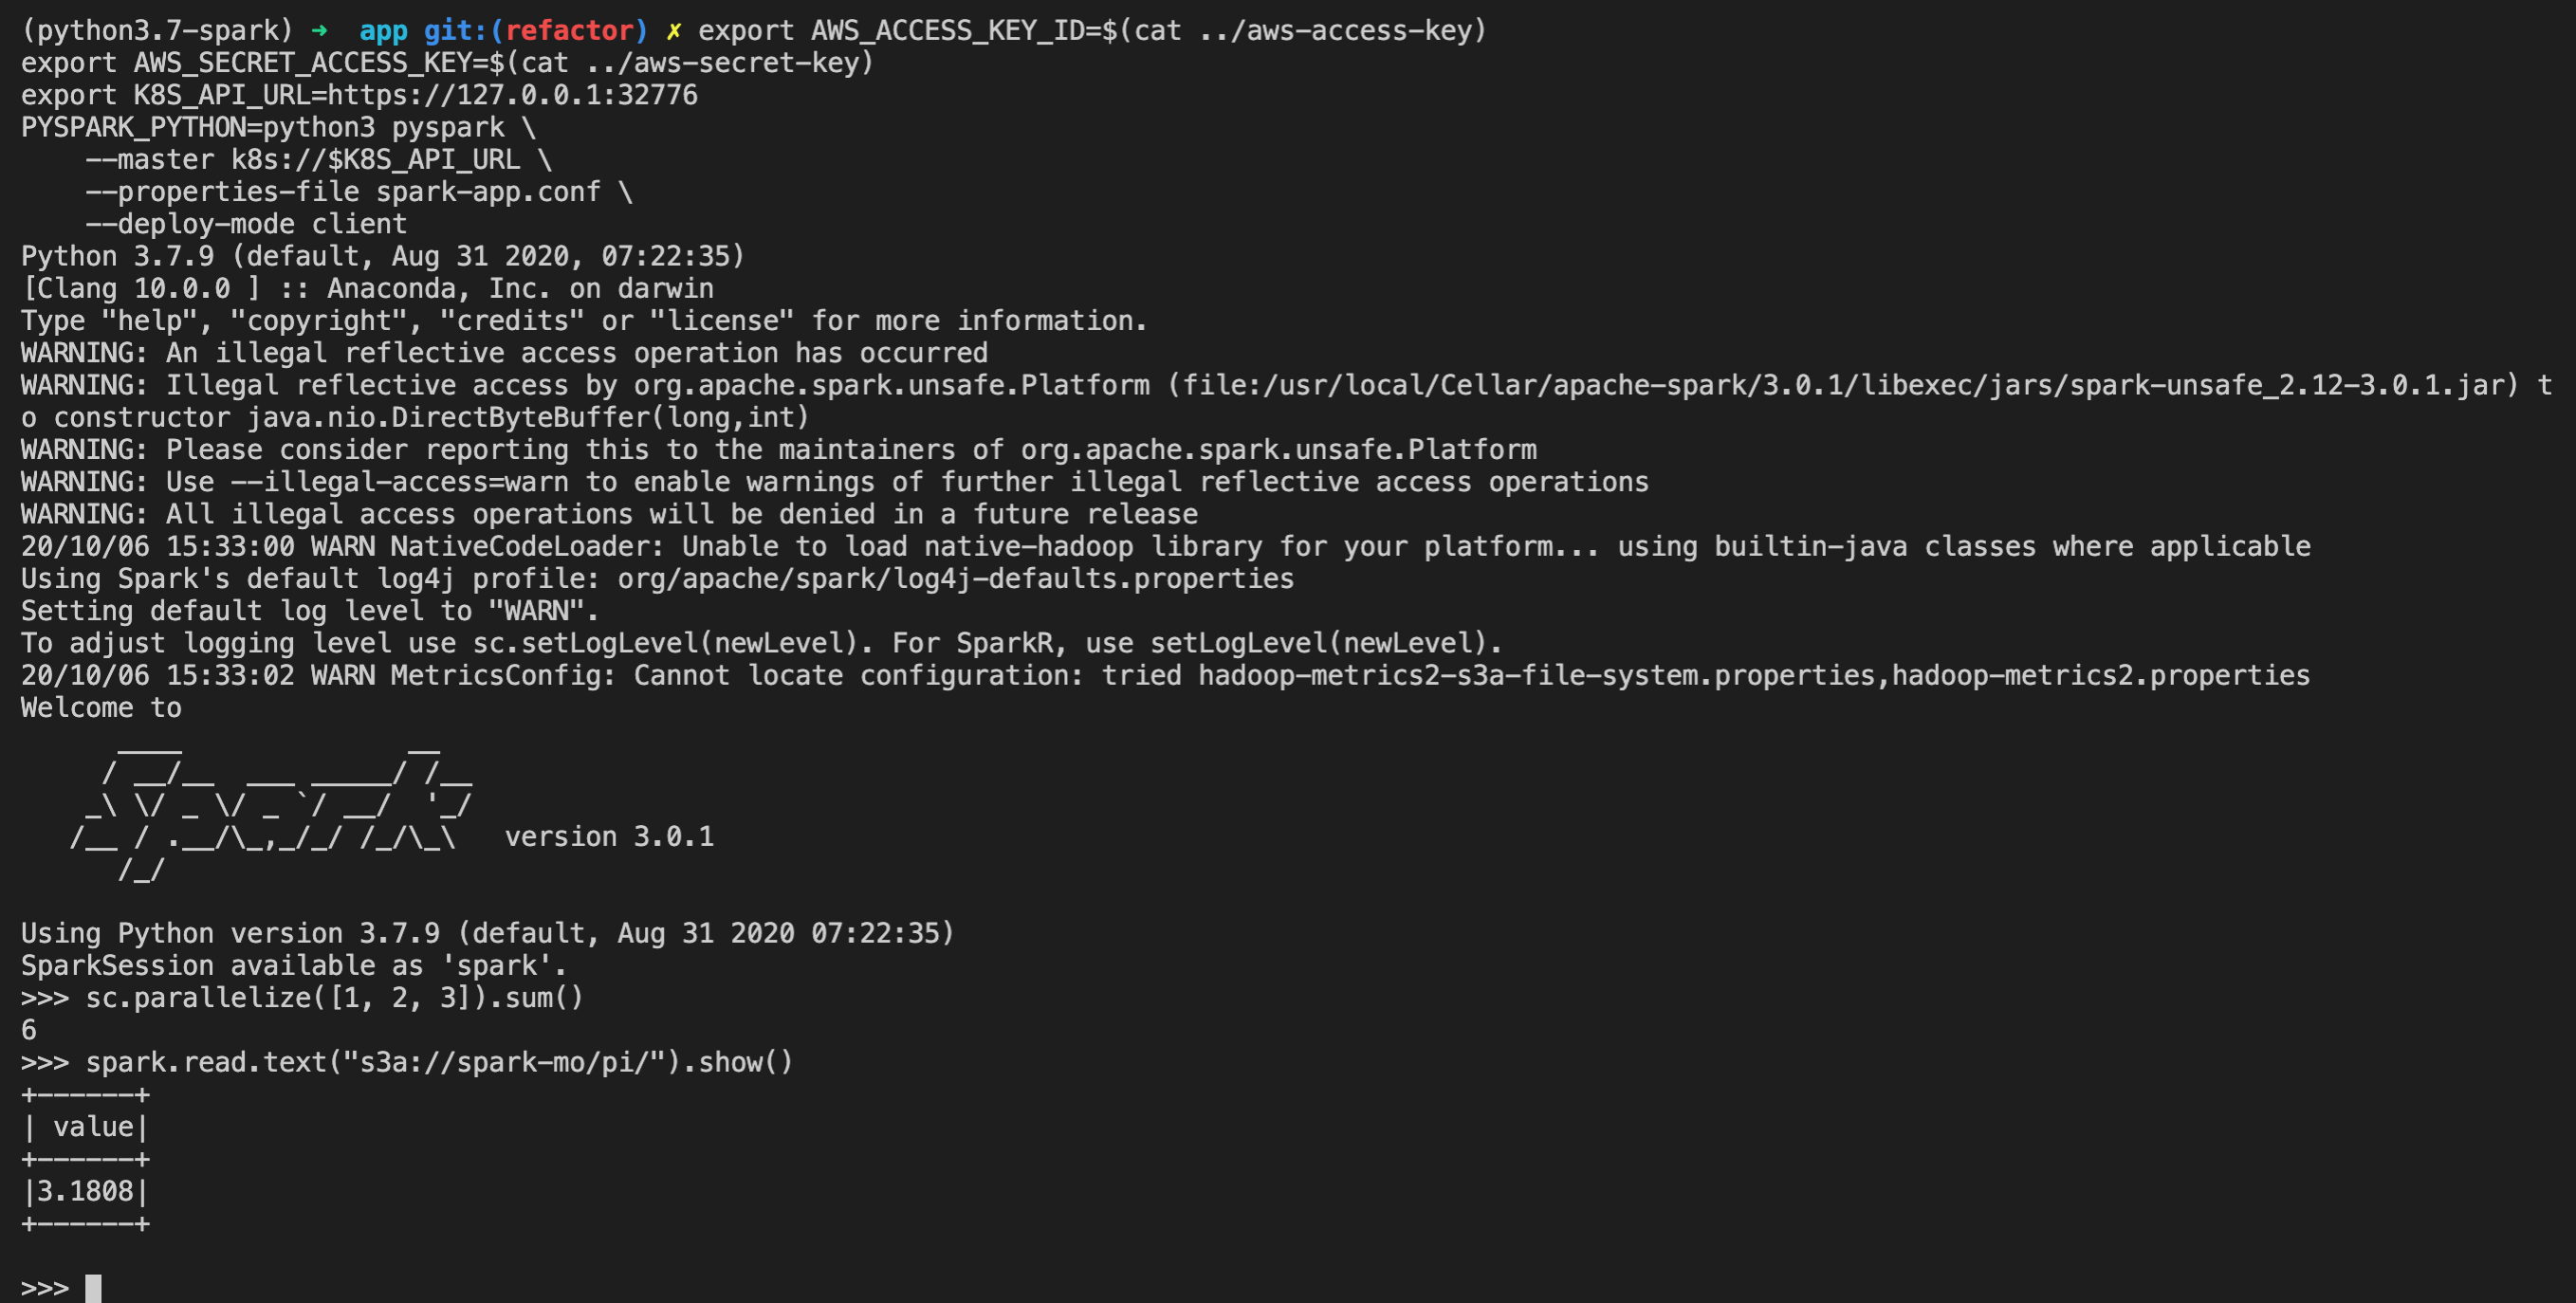 (python3.7-spark) ➜  app git:(refactor) ✗ export AWS_ACCESS_KEY_ID=$(cat ../aws-access-key)
export AWS_SECRET_ACCESS_KEY=$(cat ../aws-secret-key)
export K8S_API_URL=https://127.0.0.1:32776
PYSPARK_PYTHON=python3 pyspark \
    --master k8s://$K8S_API_URL \
    --properties-file spark-app.conf \
    --deploy-mode client
Python 3.7.9 (default, Aug 31 2020, 07:22:35)
[Clang 10.0.0 ] :: Anaconda, Inc. on darwin
Type "help", "copyright", "credits" or "license" for more information.
WARNING: An illegal reflective access operation has occurred
WARNING: Illegal reflective access by org.apache.spark.unsafe.Platform (file:/usr/local/Cellar/apache-spark/3.0.1/libexec/jars/spark-unsafe_2.12-3.0.1.jar) t
o constructor java.nio.DirectByteBuffer(long,int)
WARNING: Please consider reporting this to the maintainers of org.apache.spark.unsafe.Platform
WARNING: Use --illegal-access=warn to enable warnings of further illegal reflective access operations
WARNING: All illegal access operations will be denied in a future release
20/10/06 15:33:00 WARN NativeCodeLoader: Unable to load native-hadoop library for your platform... using builtin-java classes where applicable
Using Spark's default log4j profile: org/apache/spark/log4j-defaults.properties
Setting default log level to "WARN".
To adjust logging level use sc.setLogLevel(newLevel). For SparkR, use setLogLevel(newLevel).
20/10/06 15:33:02 WARN MetricsConfig: Cannot locate configuration: tried hadoop-metrics2-s3a-file-system.properties,hadoop-metrics2.properties
Welcome to
      ____              __
     / __/__  ___ _____/ /__
    _\ \/ _ \/ _ `/ __/  '_/
   /__ / .__/\_,_/_/ /_/\_\   version 3.0.1
      /_/
Using Python version 3.7.9 (default, Aug 31 2020 07:22:35)
SparkSession available as 'spark'.
>>> sc.parallelize([1, 2, 3]).sum()
6
>>> spark.read.text("s3a://spark-mo/pi/").show()
+------+
| value|
+------+
|3.1808|
+------+
>>>